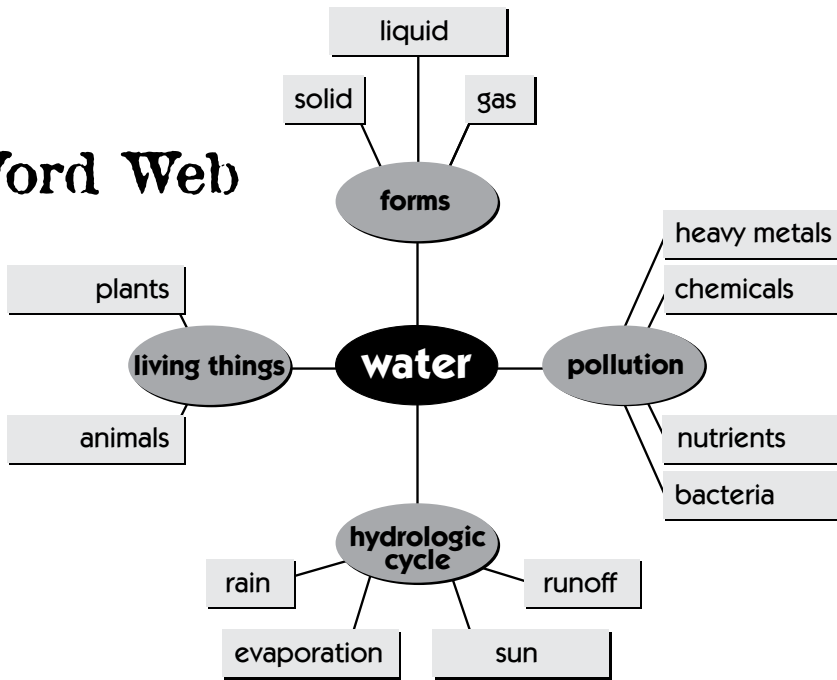 liquid
solid
gas
Word Web
forms
heavy metals
plants
chemicals
living things
water
pollution
animals
nutrients
bacteria
hydrologic
cycle
rain
runoff
evaporation
sun